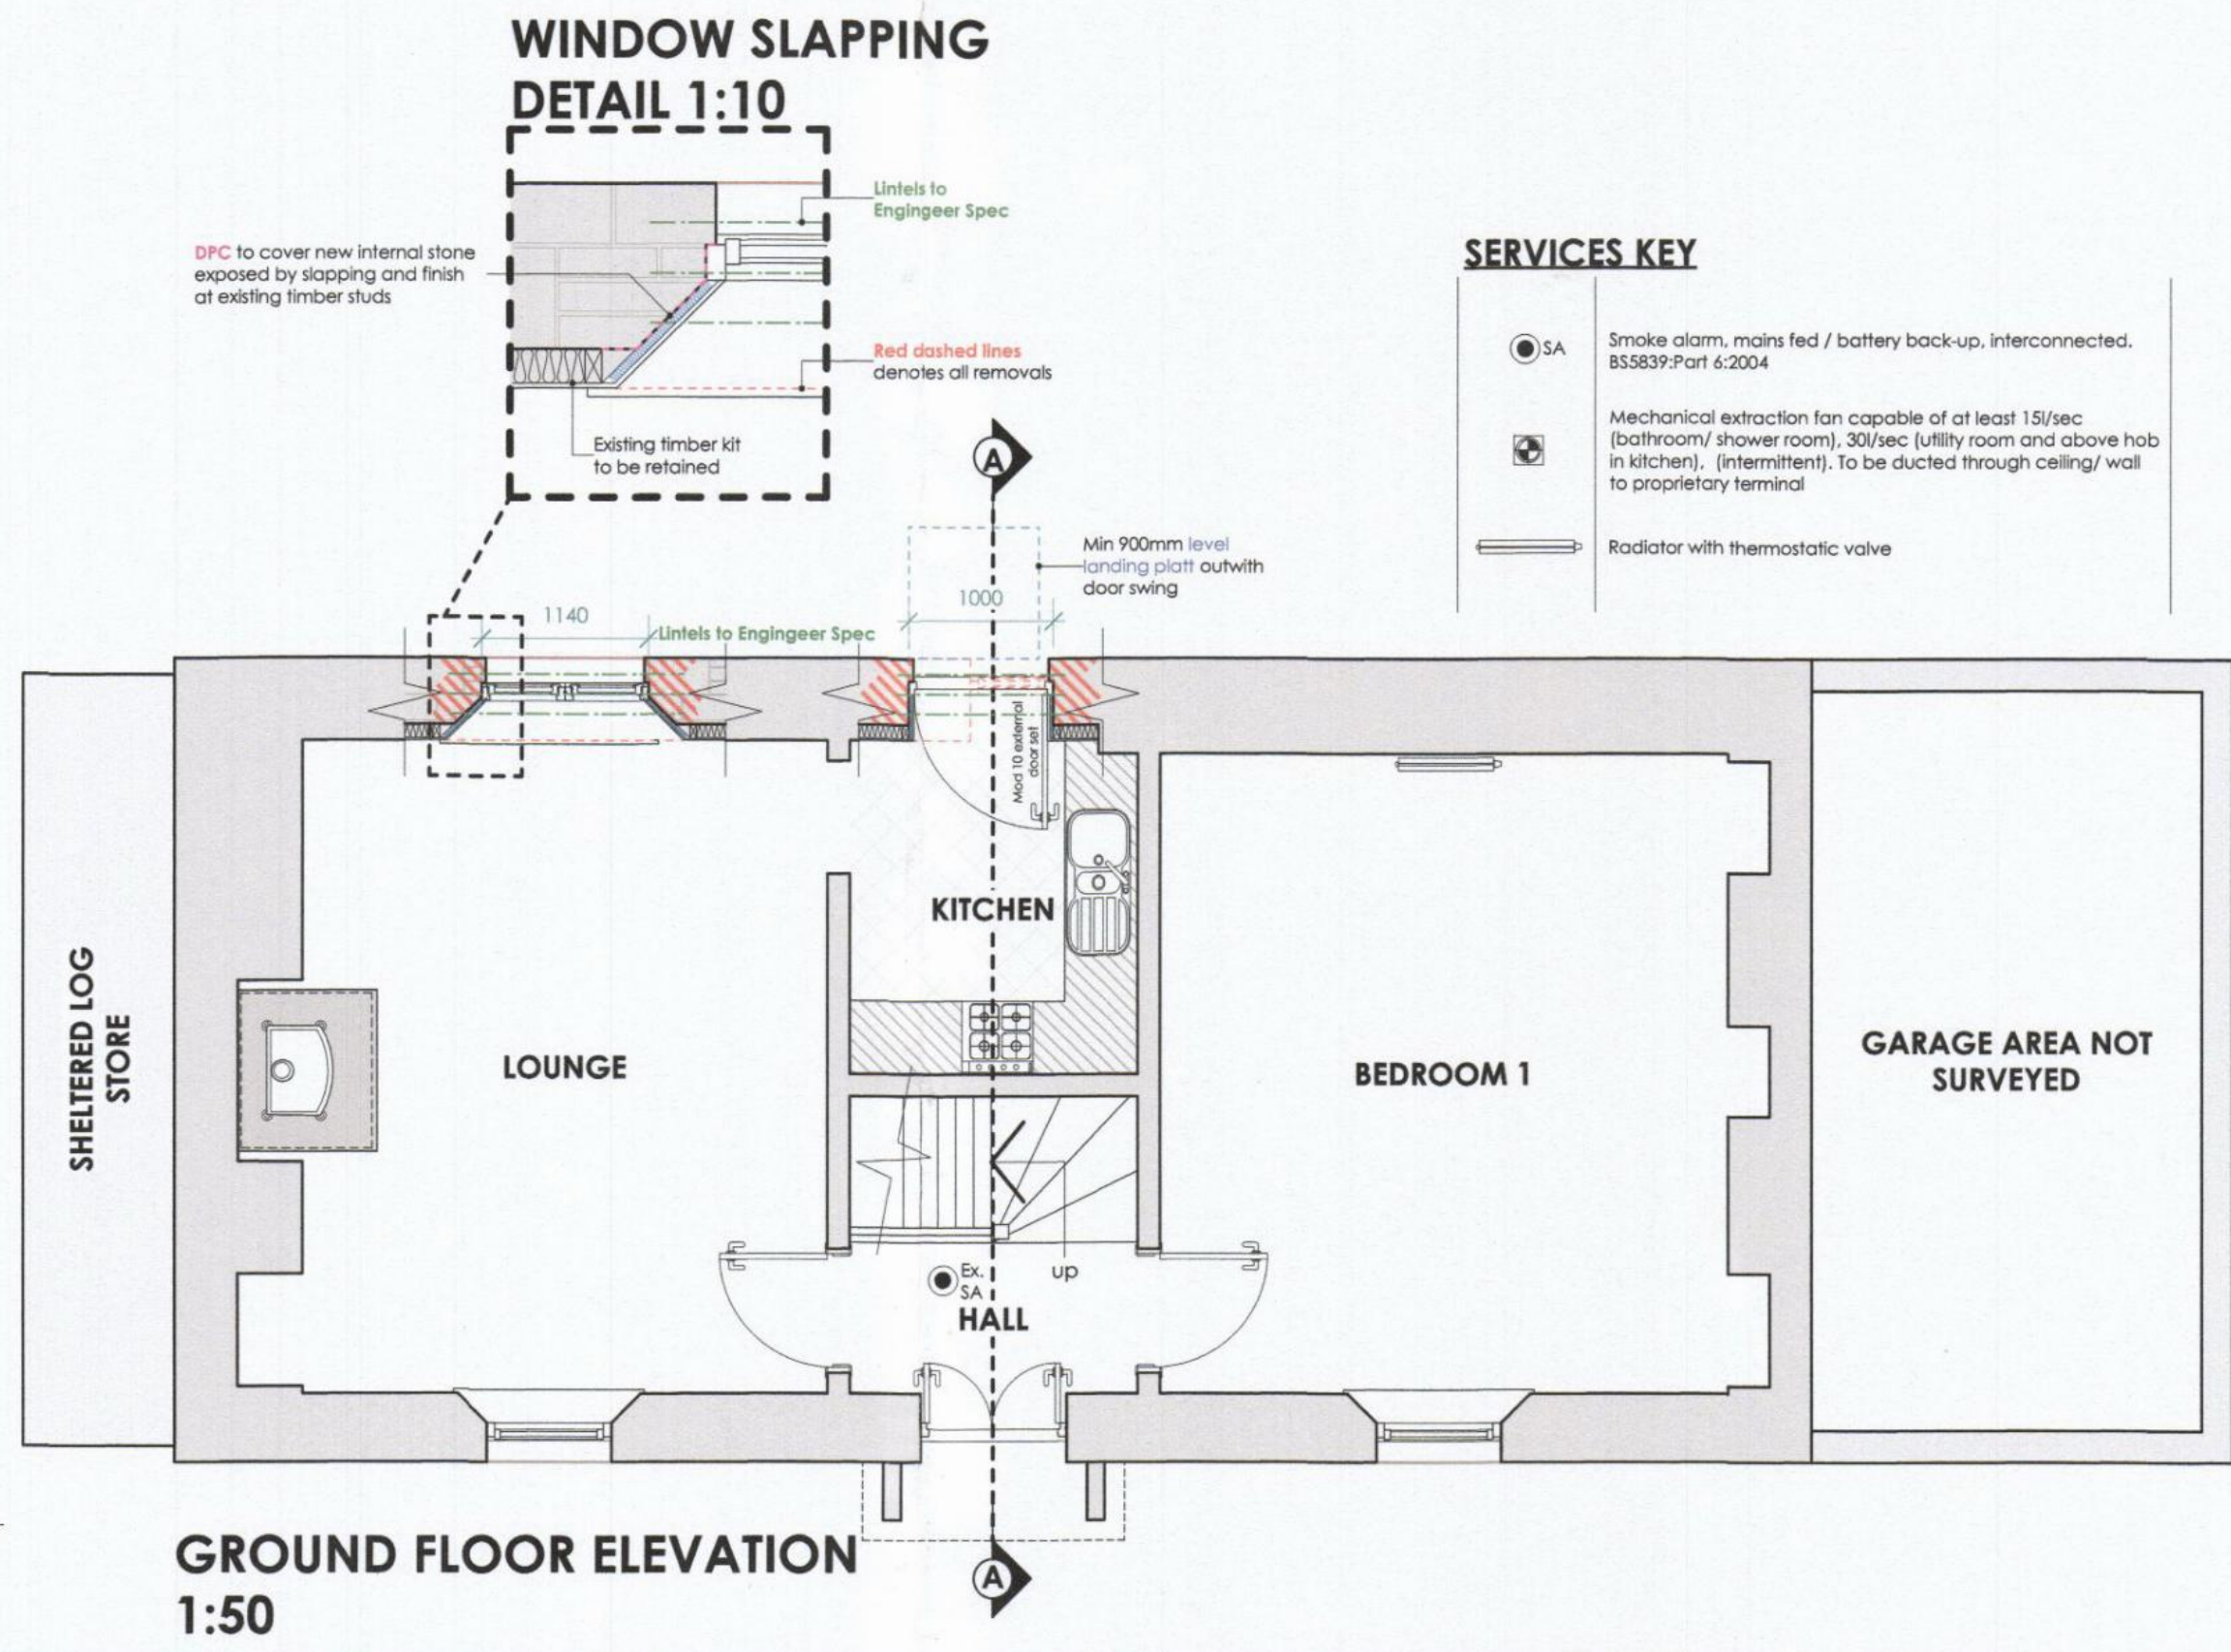 WINDOW SLAPPING
DETAIL 1:10
Lintels to
Engingeer Spec
DPC to cover new internal stone
exposed by slapping and finish
at existing timber studs
Red dashed lines
denotes all removals
Existing timber kit
to be retained
SERVICES KEY
SA
Smoke alarm, mains fed / battery back-up, interconnected.
BS5839:Part 6:2004
Mechanical extraction fan capable of at least 15l/sec
(bathroom/ shower room), 30l/sec (utility room and above hob
in kitchen), (intermittent). To be ducted through ceiling/ wall
to proprietary terminal
Radiator with thermostatic valve
A
Min 900mm level
landing platt outwith
door swing
1140
1000
Lintels to Engingeer Spec
Mod 10 external
door set
KITCHEN
SHELTERED LOG
STORE
LOUNGE
BEDROOM 1
GARAGE AREA NOT
SURVEYED
Ex.
SA
up
HALL
GROUND FLOOR ELEVATION
1:50
A